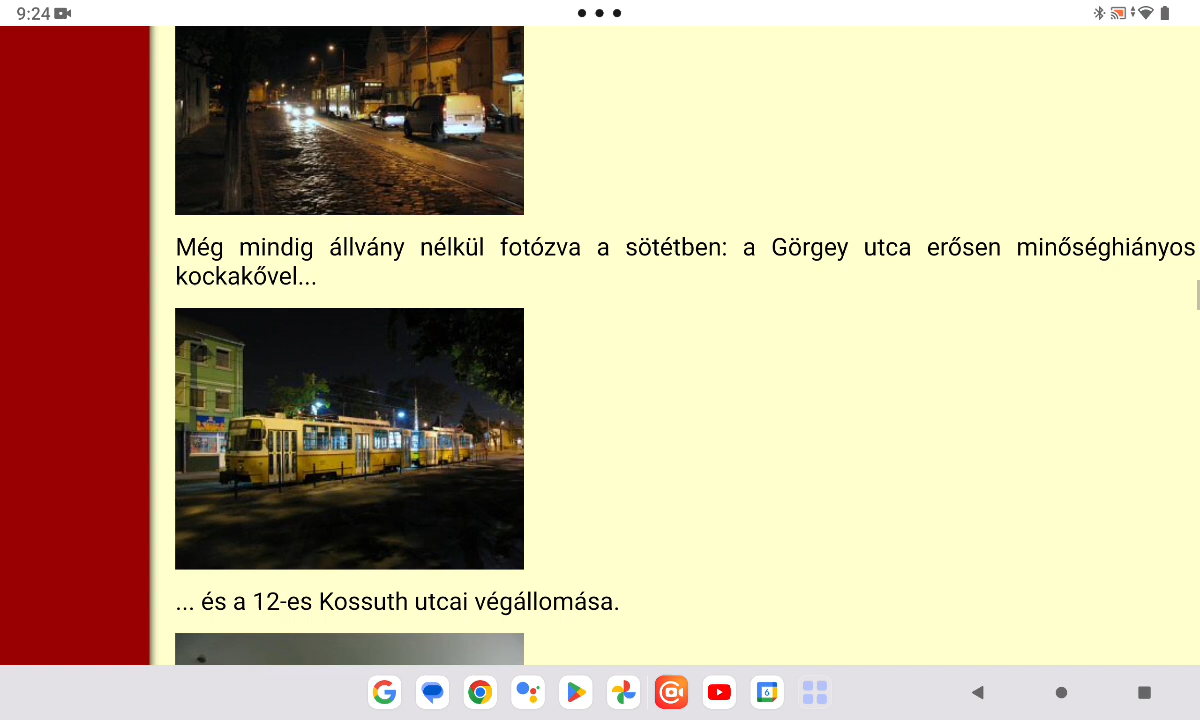 9:24
Még mindig állvány nélkül fotózva a sötétben: a Görgey utca erősen minőséghiányos
kockakővel...
... és a 12-es Kossuth utcai végállomása.
6